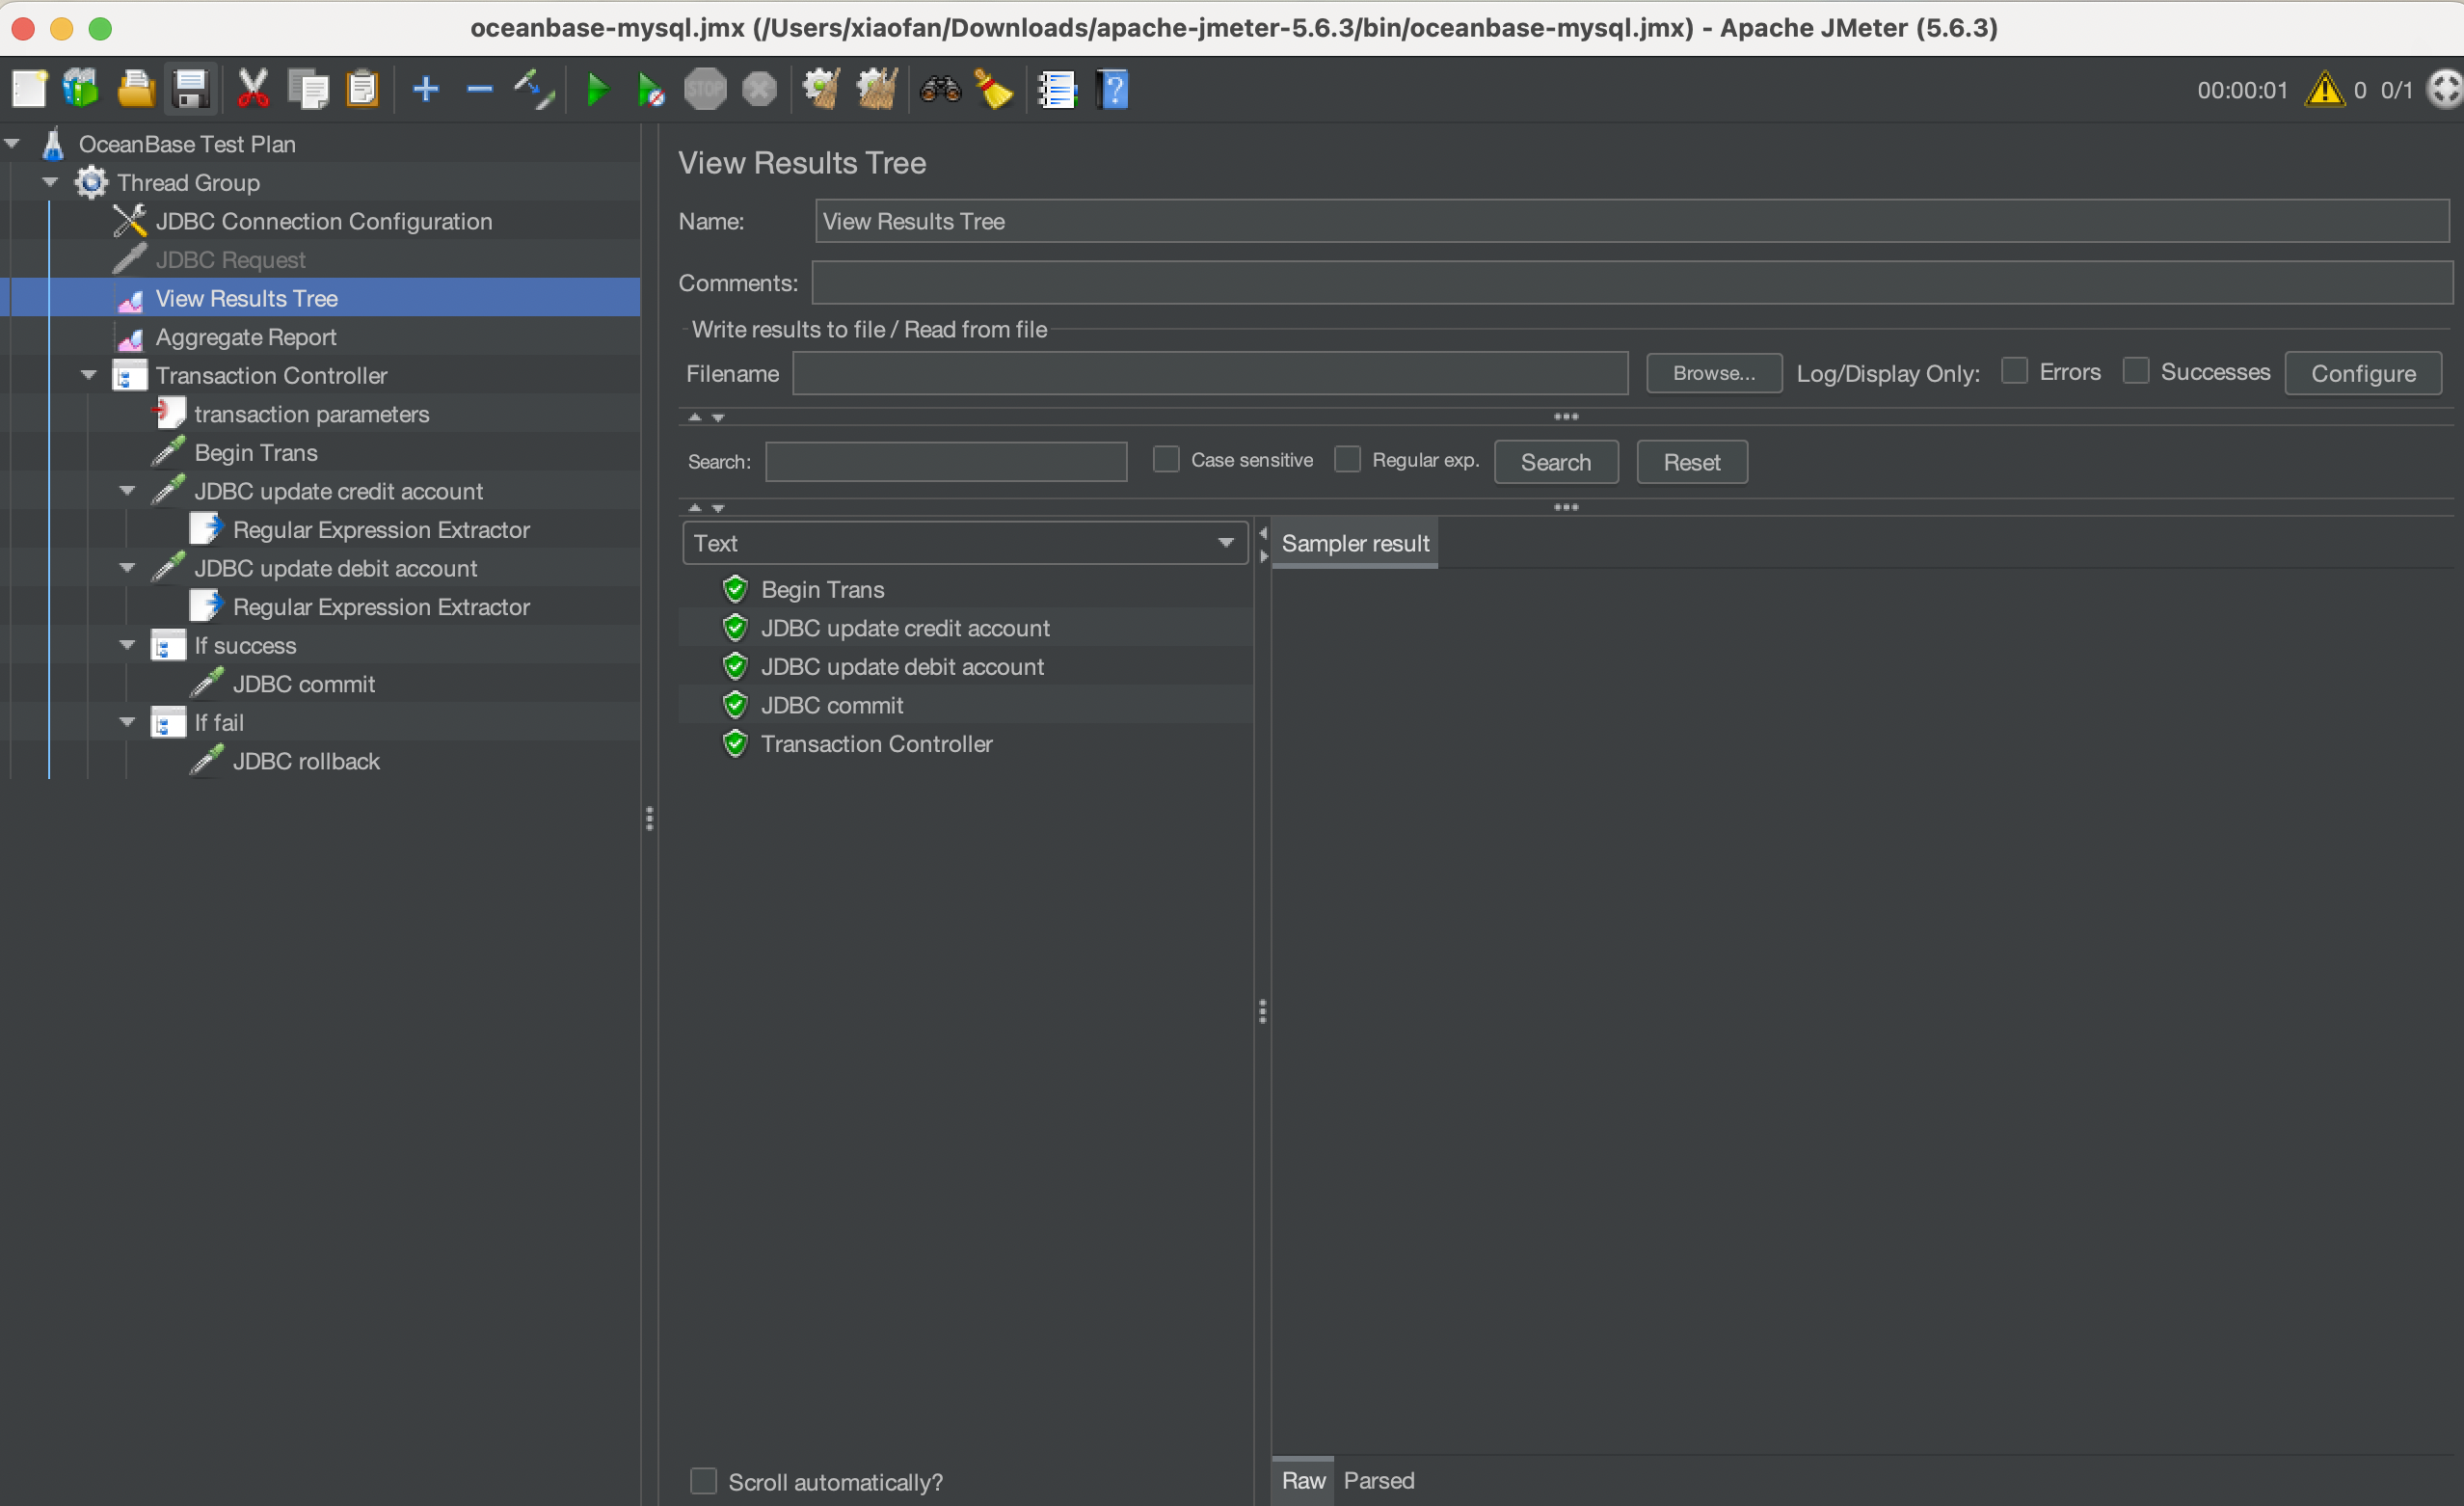 oceanbase-mysql.jmx (/Users/xiaofan/Downloads/apache-jmeter-5.6.3/bin/oceanbase-mysql.jmx) - Apache JMeter (5.6.3)
STOP
?
00:00:01
0 0/1
OceanBase Test Plan
Thread Group
JDBC Connection Configuration
JDBC Request
View Results Tree
Aggregate Report
Transaction Controller
transaction parameters
Begin Trans
JDBC update credit account
Regular Expression Extractor
JDBC update debit account
Regular Expression Extractor
If success
JDBC commit
If fail
JDBC rollback
View Results Tree
Name: View Results Tree
Comments:
Write results to file / Read from file
Filename Browse... Log/Display Only: Errors Successes Configure
Search: Case sensitive Regular exp. Search Reset
Text
Begin Trans
JDBC update credit account
JDBC update debit account
JDBC commit
Transaction Controller
Scroll automatically?
Sampler result
Raw Parsed